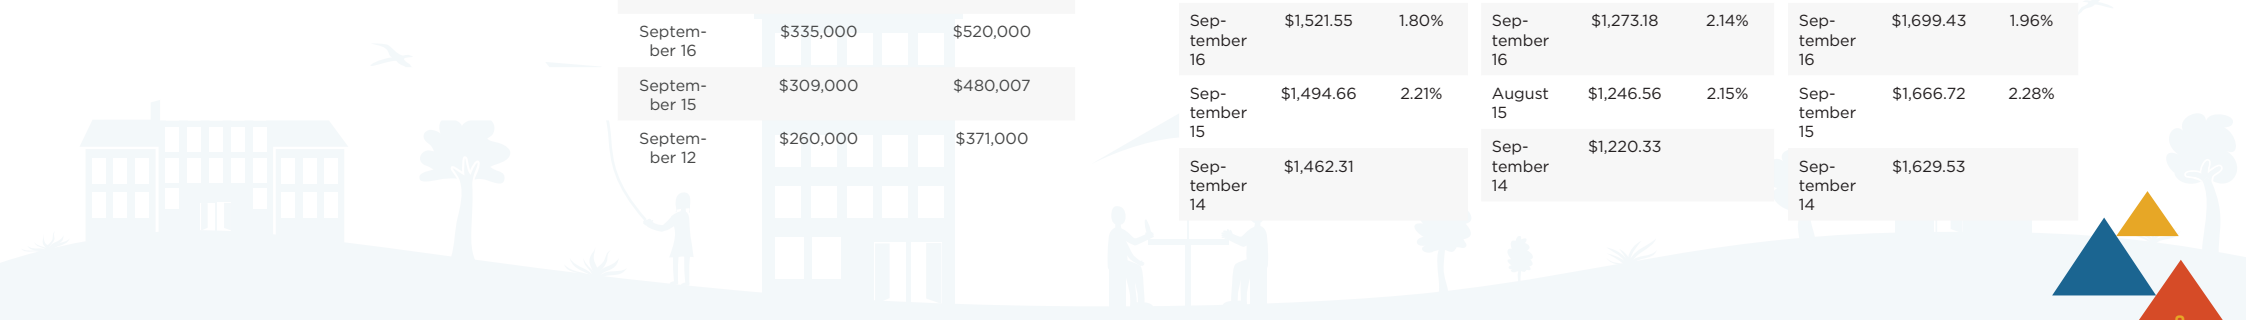 Septem-
ber 16 $335,000 $520,000
Septem-
ber 15 $309,000 $480,007
Septem-
ber 12 $260,000 $371,000
Sep-
tember
16 $1,521.55 1.80%
Sep-
tember
15 $1,494.66 2.21%
Sep-
tember
14 $1,462.31
Sep-
tember
16 $1,273.18 2.14%
August
15 $1,246.56 2.15%
Sep-
tember
14 $1,220.33
Sep-
tember
16 $1,699.43 1.96%
Sep-
tember
15 $1,666.72 2.28%
Sep-
tember
14 $1,629.53